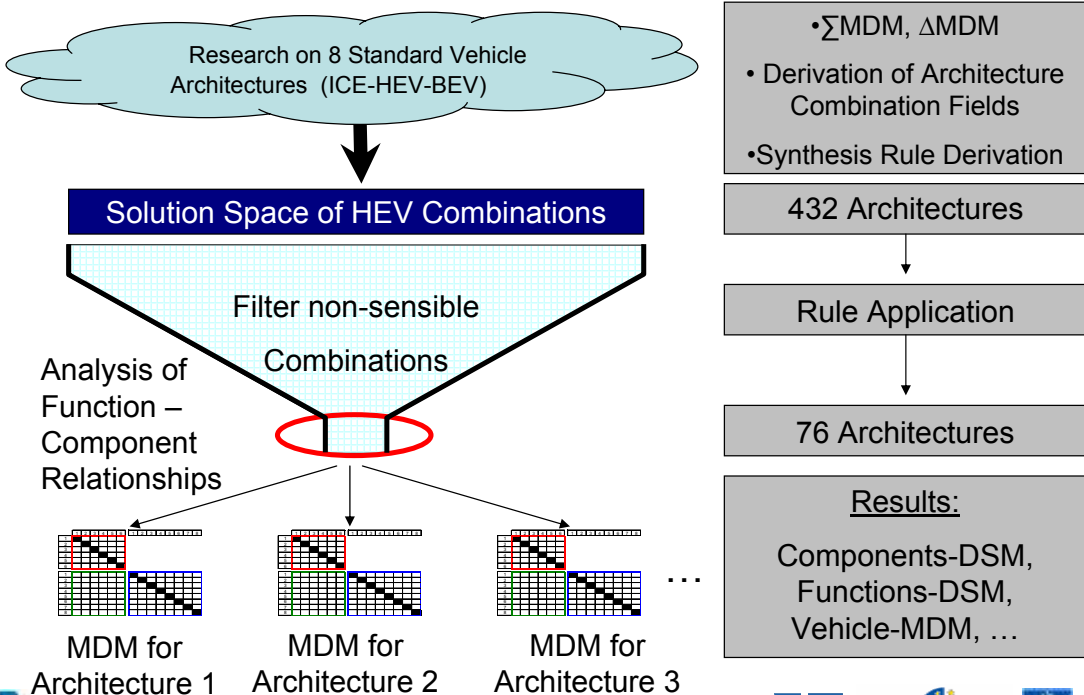 Research on 8 Standard Vehicle
Architectures (ICE-HEV-BEV)
Solution Space of HEV Combinations
Filter non-sensible
Combinations
Analysis of
Function –
Component
Relationships
MDM for
Architecture 1
MDM for
Architecture 2
MDM for
Architecture 3
...
•∑MDM, ΔMDM
• Derivation of Architecture
Combination Fields
•Synthesis Rule Derivation
432 Architectures
Rule Application
76 Architectures
Results:
Components-DSM,
Functions-DSM,
Vehicle-MDM, ...